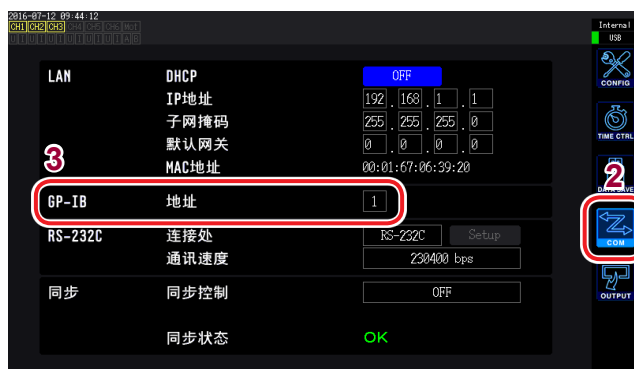 2016-07-12 09:44:12
Internal
CH1 CH2 CH3 CH4 CH5 CH6 Mot
U I U I U I U I U I U I A B
USB
LAN DHCP OFF
IP地址 192 . 168 . 1 . 1
子网掩码 255 . 255 . 255 . 0
默认网关 0 . 0 . 0 . 0
MAC地址 00:01:67:06:39:20
3
GP-IB 地址 1
RS-232C 连接处 RS-232C Setup
通讯速度 230400 bps
同步 同步控制 OFF
同步状态 OK
CONFIG
TIME CTRL
2
DATA SAVE
COM
OUTPUT